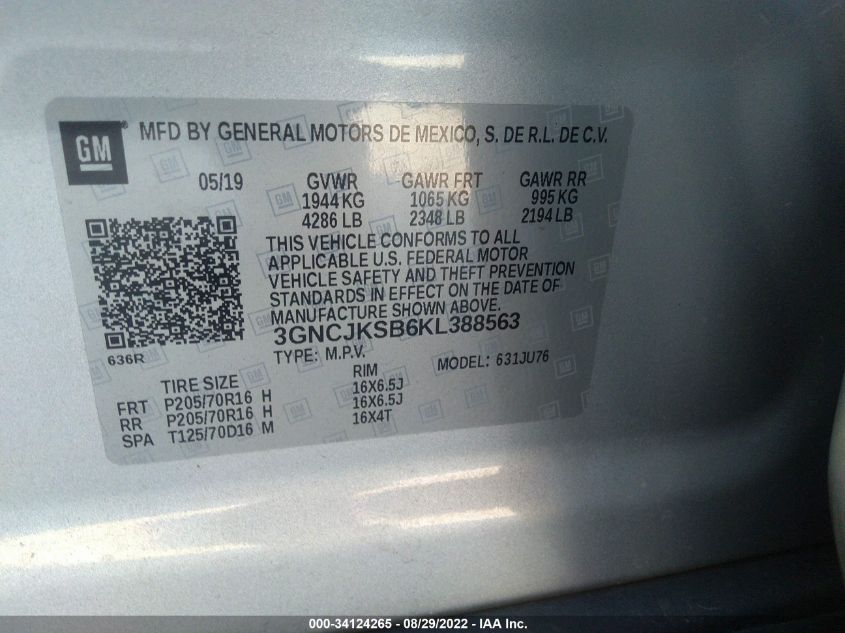 GM ® MFD BY GENERAL MOTORS DE MEXICO, S. DE R.L. DE C.V.
05/19 GVWR GAWR FRT GAWR RR
1944 KG 1065 KG 995 KG
4286 LB 2348 LB 2194 LB
THIS VEHICLE CONFORMS TO ALL
APPLICABLE U.S. FEDERAL MOTOR
VEHICLE SAFETY AND THEFT PREVENTION
STANDARDS IN EFFECT ON THE DATE OF
MANUFACTURE SHOWN ABOVE.
3GNCJKSB6KL388563
636R TYPE: M.P.V. MODEL: 631JU76
TIRE SIZE RIM
FRT P205/70R16 H 16X6.5J
RR P205/70R16 H 16X6.5J
SPA T125/70D16 M 16X4T
000-34124265 - 08/29/2022 - IAA Inc.